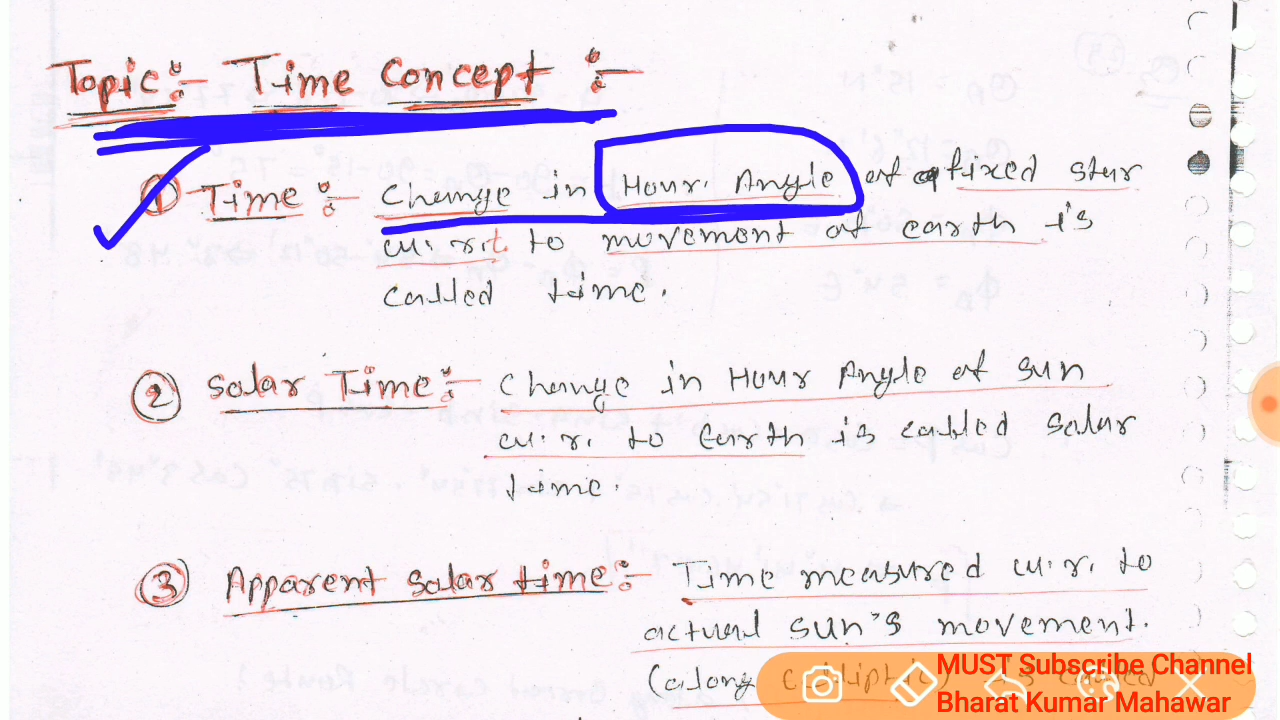 Topic:- Time Concept :-
① Time :- Change in Hour. Angle of a fixed star
w.r.t to movement of earth is
called time.
② Solar Time :- Change in Hour Angle of sun
w.r. to Earth is called solar
time.
③ Apparent solar time :- Time measured w.r. to
actual sun's movement.
(along
MUST Subscribe Channel
Bharat Kumar Mahawar